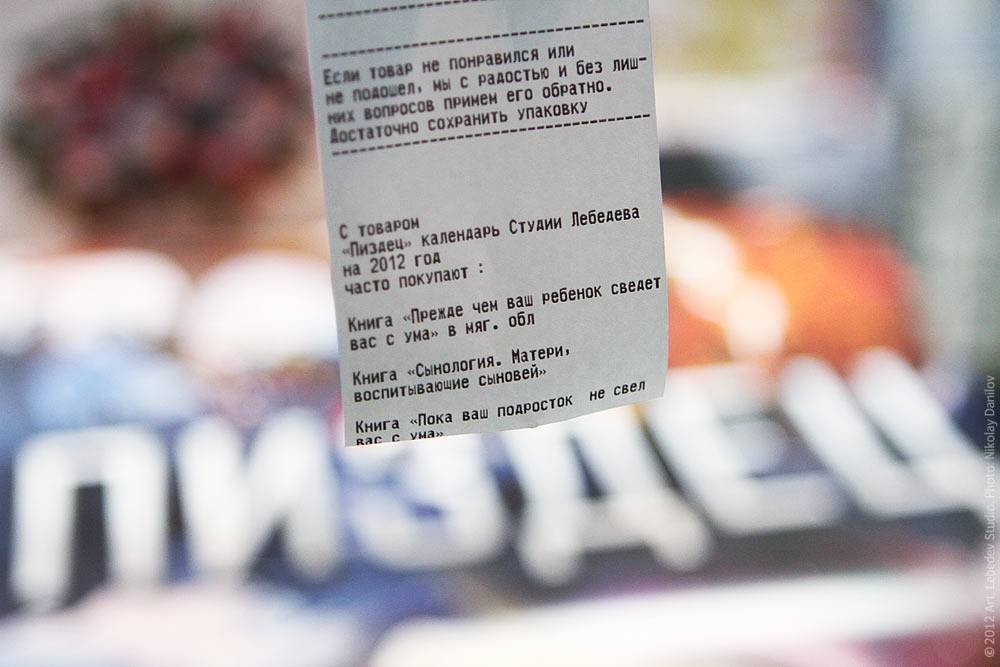 Если товар не понравился или
не подошел, мы с радостью и без лиш-
них вопросов примем его обратно.
Достаточно сохранить упаковку
С товаром
«Пиздец» календарь Студии Лебедева
на 2012 год
часто покупают :
Книга «Прежде чем ваш ребенок сведет
вас с ума» в мяг. обл
Книга «Сынология. Матери,
воспитывающие сыновей»
Книга «Пока ваш подросток не свел
вас с ума»
ПИЗДЕЦ
© 2012 Art. Lebedev Studio. Photo: Nikolay Danilov